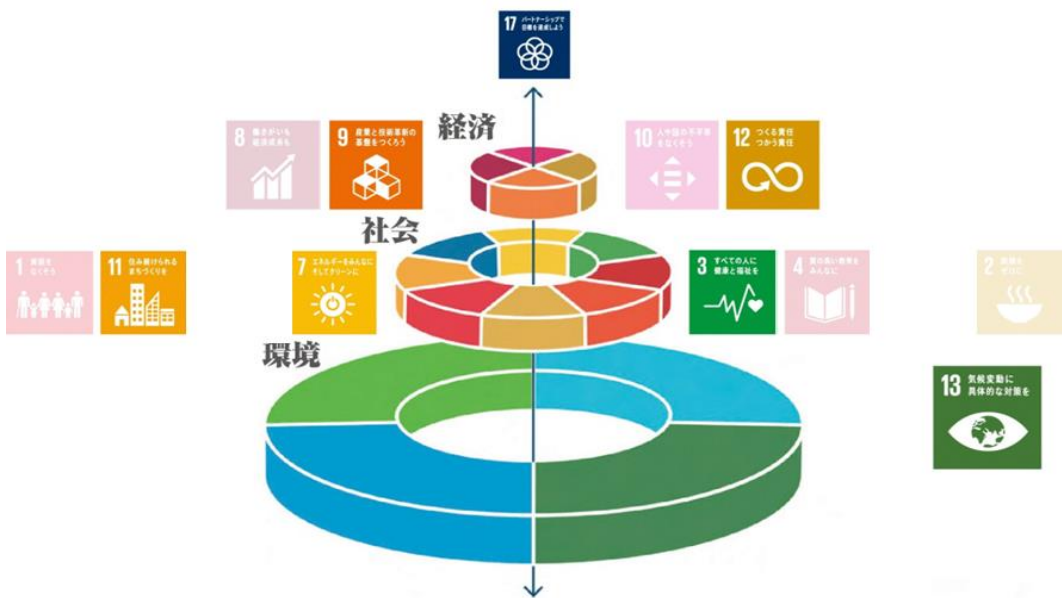 17 パートナーシップで
目標を達成しよう
経済
8 働きがいも
経済成長も
9 産業と技術革新の
基盤をつくろう
10 人や国の不平等
をなくそう
12 つくる責任
つかう責任
社会
1 貧困を
なくそう
11 住み続けられる
まちづくりを
7 エネルギーをみんなに
そしてクリーンに
3 すべての人に
健康と福祉を
4 質の高い教育を
みんなに
2 飢餓を
ゼロに
環境
13 気候変動に
具体的な対策を